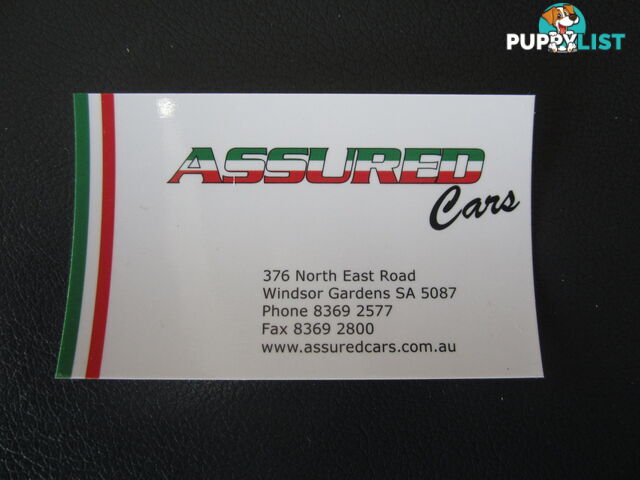 PUPPYLIST
ASSURED
Cars
376 North East Road
Windsor Gardens SA 5087
Phone 8369 2577
Fax 8369 2800
www.assuredcars.com.au